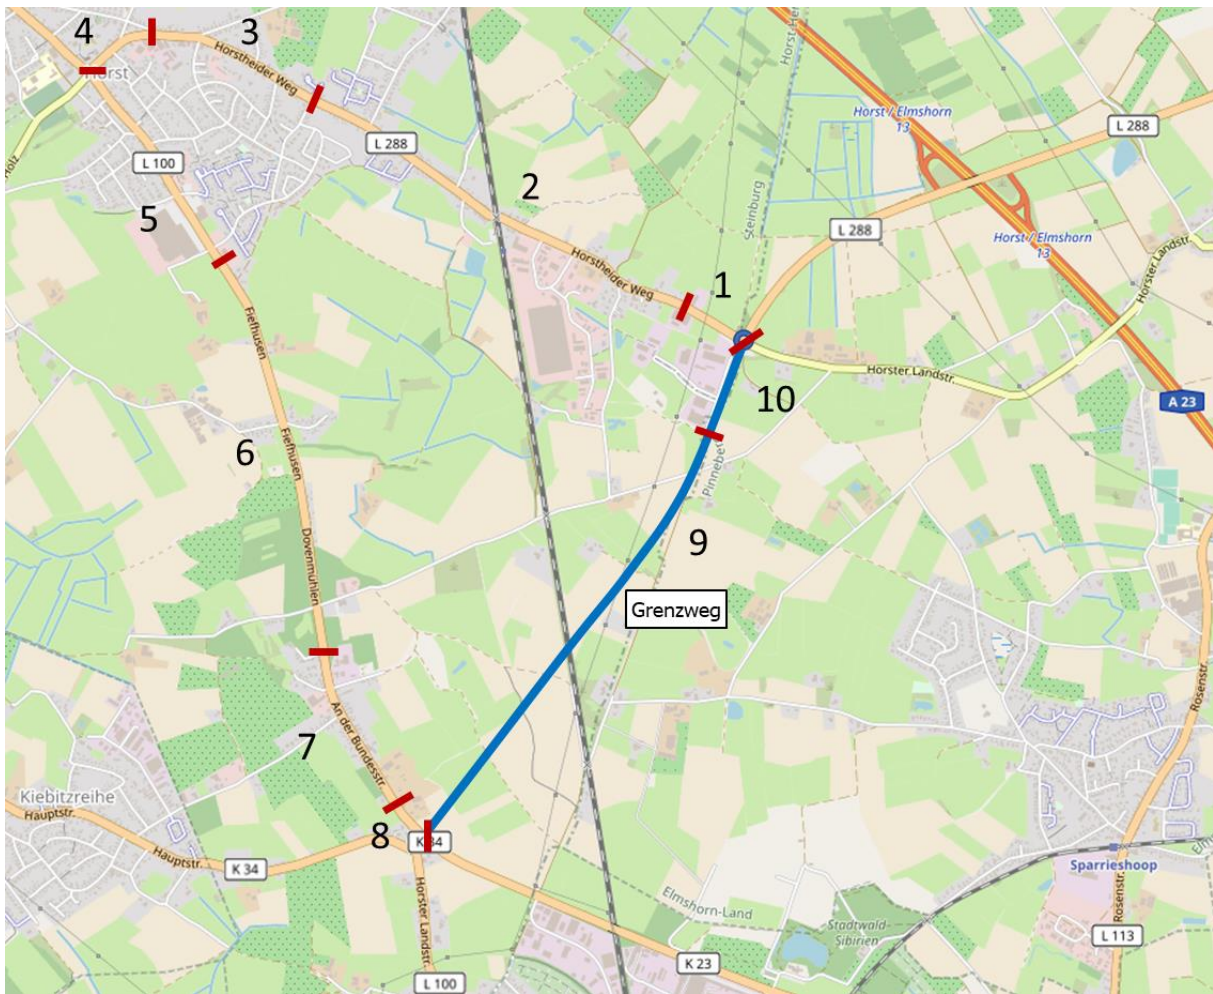 4
3
Horst
Horstheider Weg
Horst / Elmshorn
13
L 288
L 288
L 100
Holz
2
5
Steinburg
L 288
Horst / Elmshorn
13
Horster Landstr.
Horstheider Weg
1
Fiefhusen
Horster Landstr.
10
A 23
Fiefhusen
6
9
Dovenmühlen
Grenzweg
Rosenstr.
An der Bundesstr.
7
Kiebitzreihe
Hauptstr.
8
K 34
Hauptstr.
K 34
Sparrieshoop
Horster Landstr.
Elmshorn-Land
Stadtwald-
Sibirien
Rosenstr.
L 113
K 23
L 100